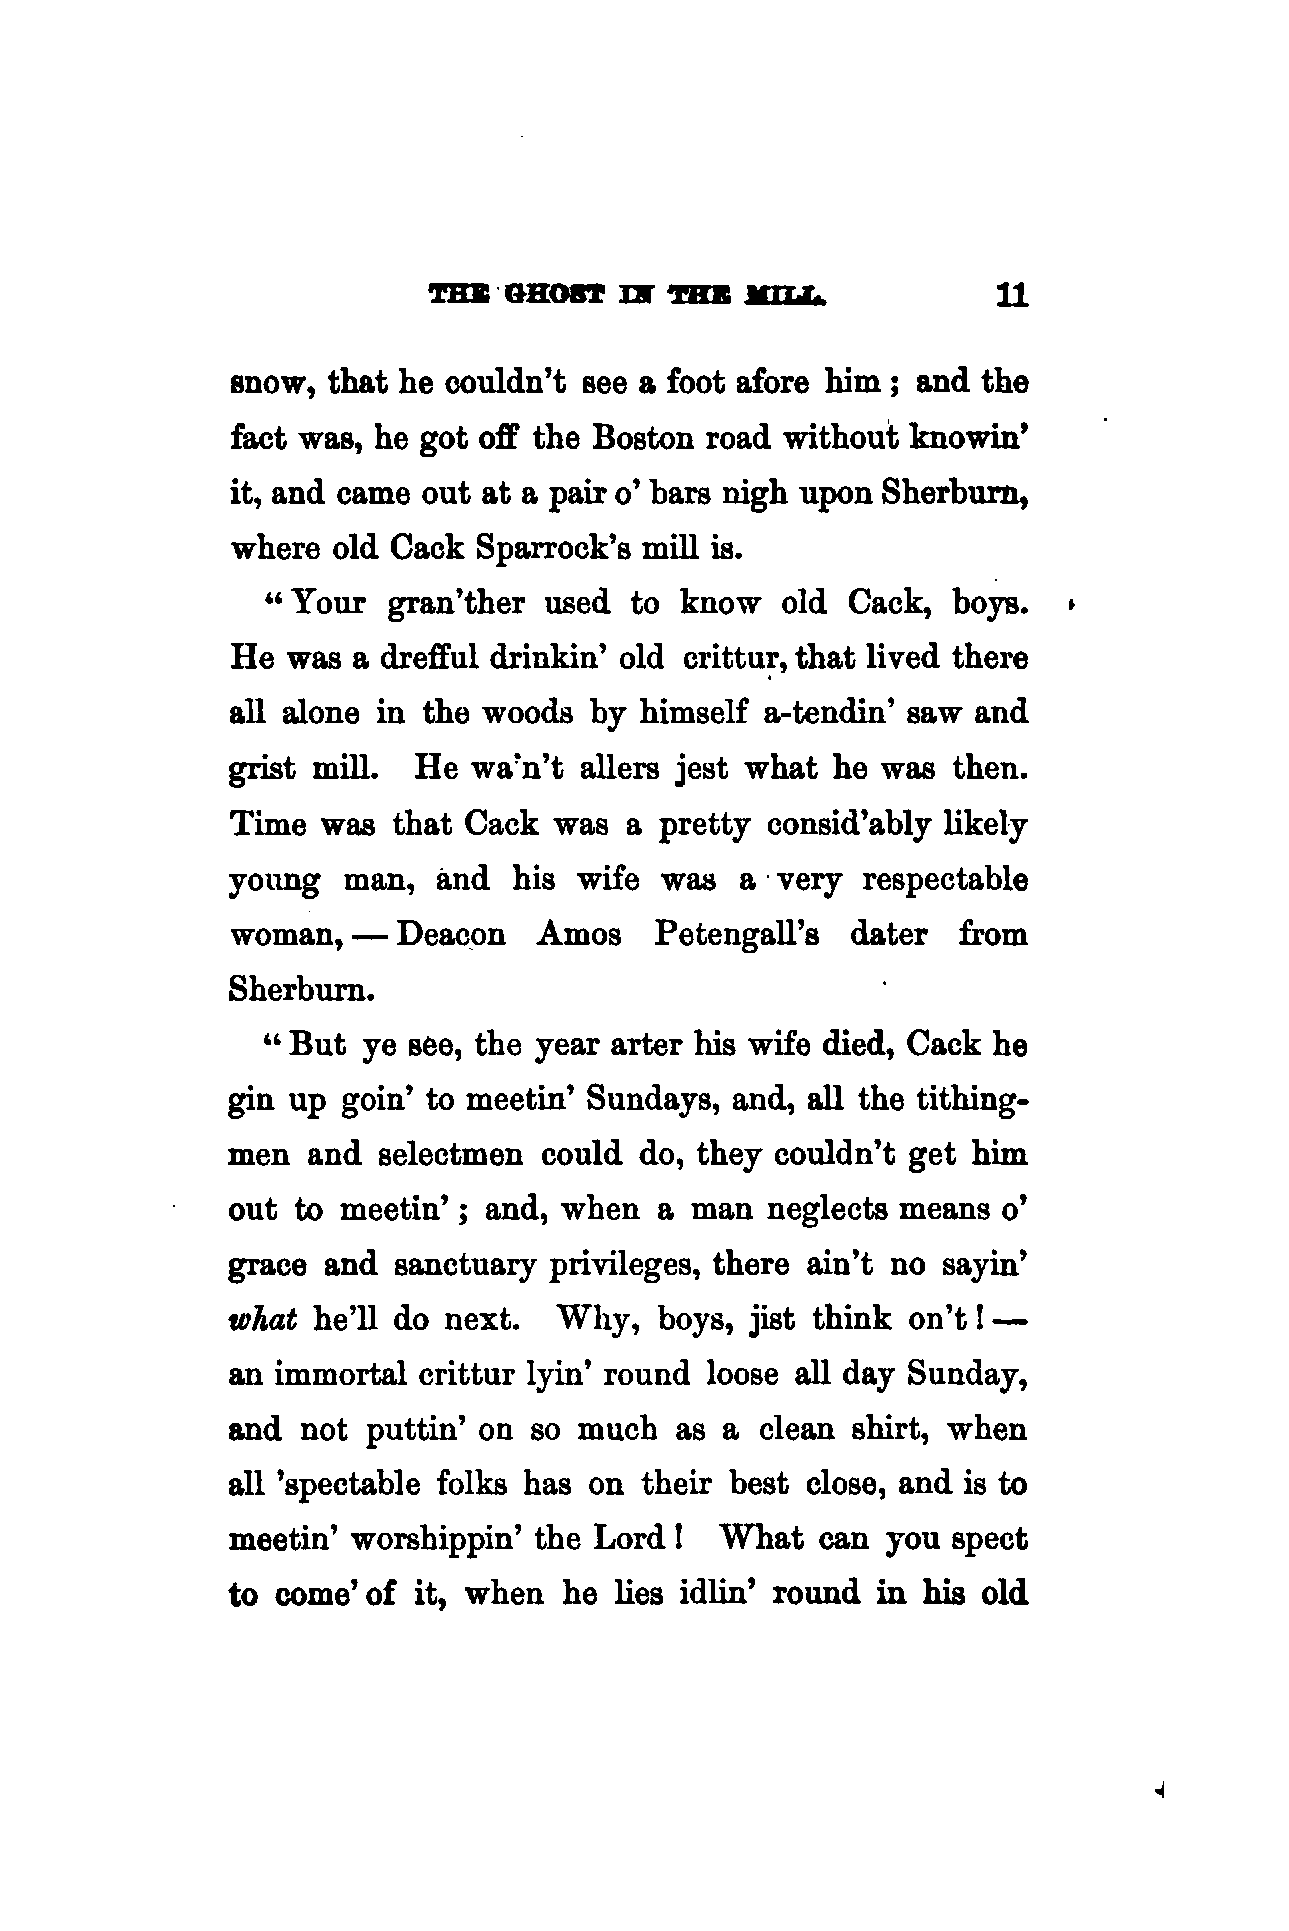 THE GHOST IN THE MILL. 11
snow, that he couldn't see a foot afore him; and the
fact was, he got off the Boston road without knowin'
it, and came out at a pair o' bars nigh upon Sherburn,
where old Cack Sparrock's mill is.
"Your gran'ther used to know old Cack, boys.
He was a drefful drinkin' old crittur, that lived there
all alone in the woods by himself a-tendin' saw and
grist mill. He wa'n't allers jest what he was then.
Time was that Cack was a pretty consid'ably likely
young man, and his wife was a very respectable
woman, — Deacon Amos Petengall's dater from
Sherburn.
"But ye see, the year arter his wife died, Cack he
gin up goin' to meetin' Sundays, and, all the tithing-
men and selectmen could do, they couldn't get him
out to meetin'; and, when a man neglects means o'
grace and sanctuary privileges, there ain't no sayin'
what he'll do next. Why, boys, jist think on't! —
an immortal crittur lyin' round loose all day Sunday,
and not puttin' on so much as a clean shirt, when
all 'spectable folks has on their best close, and is to
meetin' worshippin' the Lord! What can you spect
to come' of it, when he lies idlin' round in his old